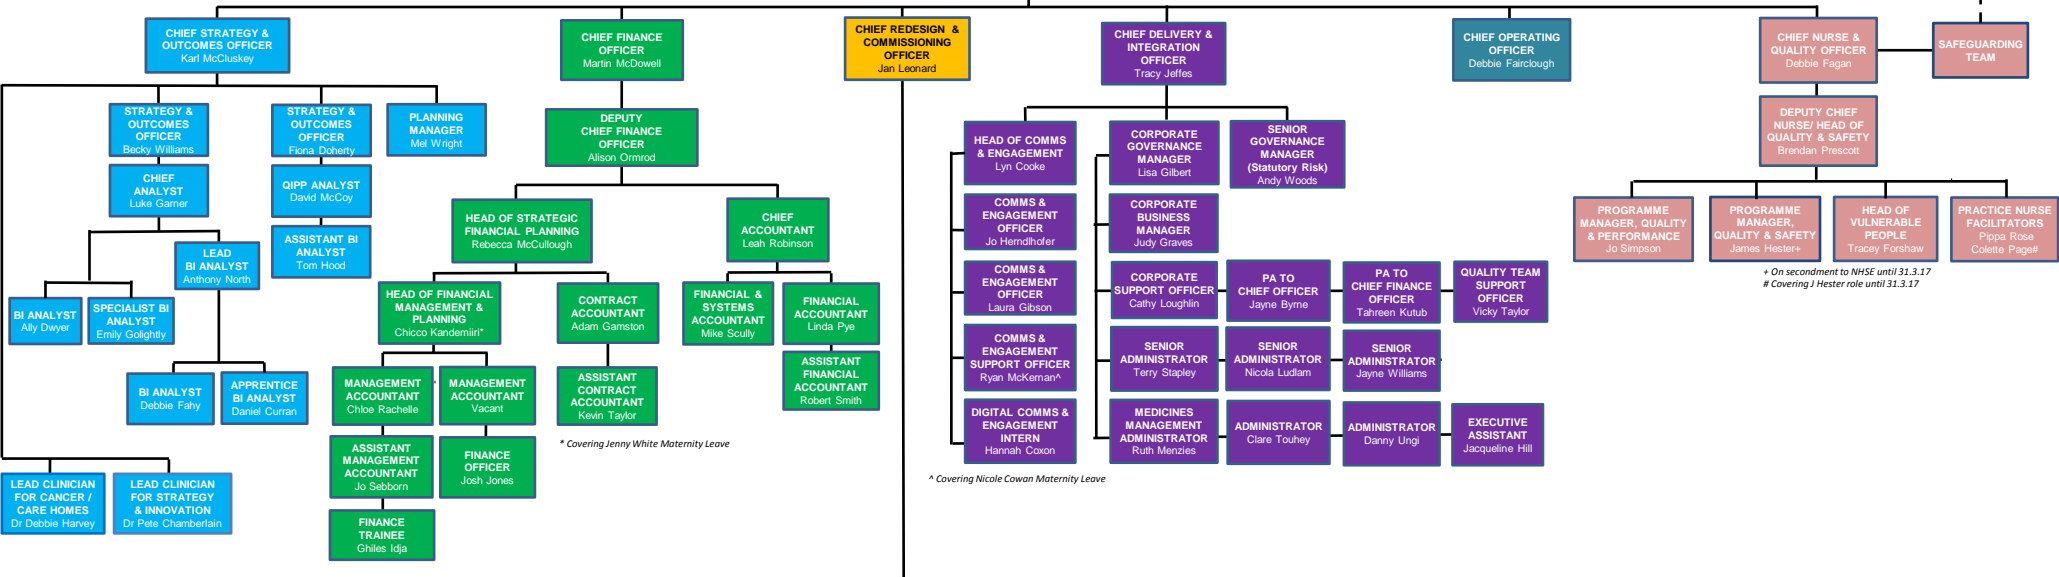 CHIEF STRATEGY &
OUTCOMES OFFICER
Karl McCluskey
CHIEF FINANCE
OFFICER
Martin McDowell
CHIEF REDESIGN &
COMMISSIONING
OFFICER
Jan Leonard
CHIEF DELIVERY &
INTEGRATION
OFFICER
Tracy Jeffes
CHIEF OPERATING
OFFICER
Debbie Fairclough
CHIEF NURSE &
QUALITY OFFICER
Debbie Fagan
SAFEGUARDING
TEAM
STRATEGY &
OUTCOMES
OFFICER
Becky Williams
STRATEGY &
OUTCOMES
OFFICER
Fiona Doherty
PLANNING
MANAGER
Mel Wright
CHIEF
ANALYST
Luke Garner
QIPP ANALYST
David McCoy
ASSISTANT BI
ANALYST
Tom Hood
LEAD
BI ANALYST
Anthony North
BI ANALYST
Ally Dwyer
SPECIALIST BI
ANALYST
Emily Golightly
BI ANALYST
Debbie Fahy
APPRENTICE
BI ANALYST
Daniel Curran
LEAD CLINICIAN
FOR CANCER /
CARE HOMES
Dr Debbie Harvey
LEAD CLINICIAN
FOR STRATEGY
& INNOVATION
Dr Pete Chamberlain
DEPUTY
CHIEF FINANCE
OFFICER
Alison Ormrod
HEAD OF STRATEGIC
FINANCIAL PLANNING
Rebecca McCullough
CHIEF
ACCOUNTANT
Leah Robinson
HEAD OF FINANCIAL
MANAGEMENT &
PLANNING
Chicco Kandemiiri*
CONTRACT
ACCOUNTANT
Adam Gamston
FINANCIAL &
SYSTEMS
ACCOUNTANT
Mike Scully
FINANCIAL
ACCOUNTANT
Linda Pye
MANAGEMENT
ACCOUNTANT
Chloe Rachelle
MANAGEMENT
ACCOUNTANT
Vacant
ASSISTANT
CONTRACT
ACCOUNTANT
Kevin Taylor
ASSISTANT
FINANCIAL
ACCOUNTANT
Robert Smith
ASSISTANT
MANAGEMENT
ACCOUNTANT
Jo Sebborn
FINANCE
OFFICER
Josh Jones
FINANCE
TRAINEE
Ghiles Idja
* Covering Jenny White Maternity Leave
HEAD OF COMMS
& ENGAGEMENT
Lyn Cooke
CORPORATE
GOVERNANCE
MANAGER
Lisa Gilbert
SENIOR
GOVERNANCE
MANAGER
(Statutory Risk)
Andy Woods
COMMS &
ENGAGEMENT
OFFICER
Jo Herndlhofer
CORPORATE
BUSINESS
MANAGER
Judy Graves
COMMS &
ENGAGEMENT
OFFICER
Laura Gibson
CORPORATE
SUPPORT OFFICER
Cathy Loughlin
PA TO
CHIEF OFFICER
Jayne Byrne
PA TO
CHIEF FINANCE
OFFICER
Tahreen Kutub
QUALITY TEAM
SUPPORT
OFFICER
Vicky Taylor
COMMS &
ENGAGEMENT
SUPPORT OFFICER
Ryan McKernan^
SENIOR
ADMINISTRATOR
Terry Stapley
SENIOR
ADMINISTRATOR
Nicola Ludlam
SENIOR
ADMINISTRATOR
Jayne Williams
DIGITAL COMMS &
ENGAGEMENT
INTERN
Hannah Coxon
MEDICINES
MANAGEMENT
ADMINISTRATOR
Ruth Menzies
ADMINISTRATOR
Clare Touhey
ADMINISTRATOR
Danny Ungi
EXECUTIVE
ASSISTANT
Jacqueline Hill
^ Covering Nicole Cowan Maternity Leave
DEPUTY CHIEF
NURSE/ HEAD OF
QUALITY & SAFETY
Brendan Prescott
PROGRAMME
MANAGER, QUALITY
& PERFORMANCE
Jo Simpson
PROGRAMME
MANAGER,
QUALITY & SAFETY
James Hester+
HEAD OF
VULNERABLE
PEOPLE
Tracey Forshaw
PRACTICE NURSE
FACILITATORS
Pippa Rose
Colette Page#
+ On secondment to NHSE until 31.3.17
# Covering J Hester role until 31.3.17